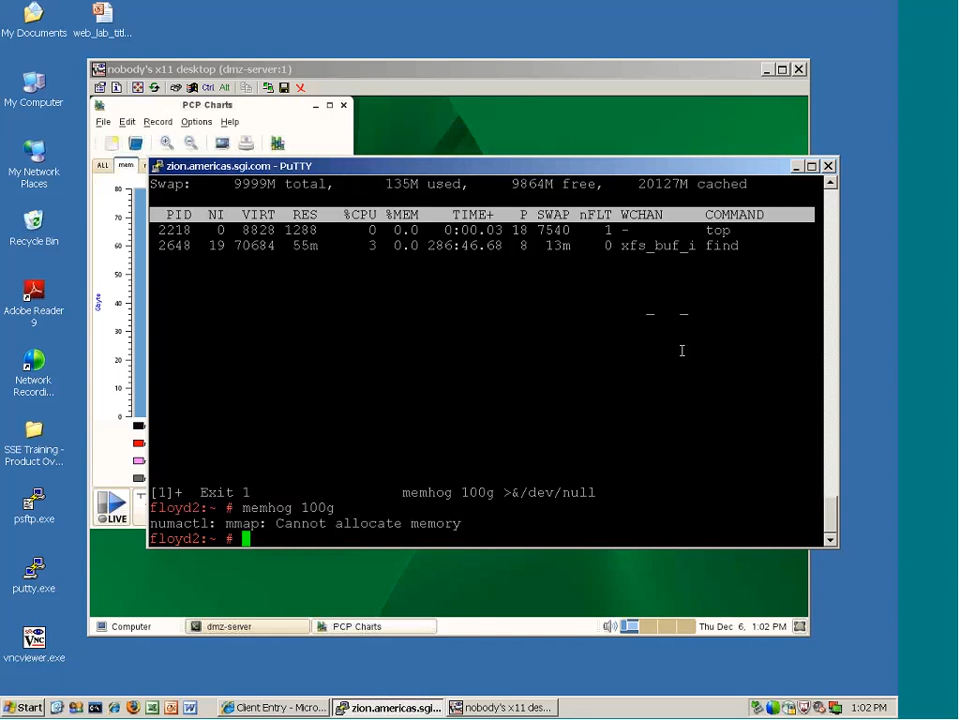 My Documents
web_lab_titl...
My Computer
My Network
Places
Recycle Bin
Adobe Reader
9
Network
Recordi...
SSE Training -
Product Ov...
psftp.exe
putty.exe
vncviewer.exe
nobody's x11 desktop (dmz-server:1)
Ctrl Alt
PCP Charts
File Edit Record Options Help
ALL mem
80
70
60
50
40
30
20
10
0
Gbyte
LIVE
zion.americas.sgi.com - PuTTY
Swap: 9999M total, 135M used, 9864M free, 20127M cached
PID NI VIRT RES %CPU %MEM TIME+ P SWAP nFLT WCHAN COMMAND
2218 0 8828 1288 0 0.0 0:00.03 18 7540 1 - top
2648 19 70684 55m 3 0.0 286:46.68 8 13m 0 xfs_buf_i find
[1]+ Exit 1 memhog 100g >&/dev/null
floyd2:~ # memhog 100g
numactl: mmap: Cannot allocate memory
floyd2:~ #
Computer dmz-server PCP Charts Thu Dec 6, 1:02 PM
Start Client Entry - Micro... zion.americas.sgi... nobody's x11 des... 1:02 PM